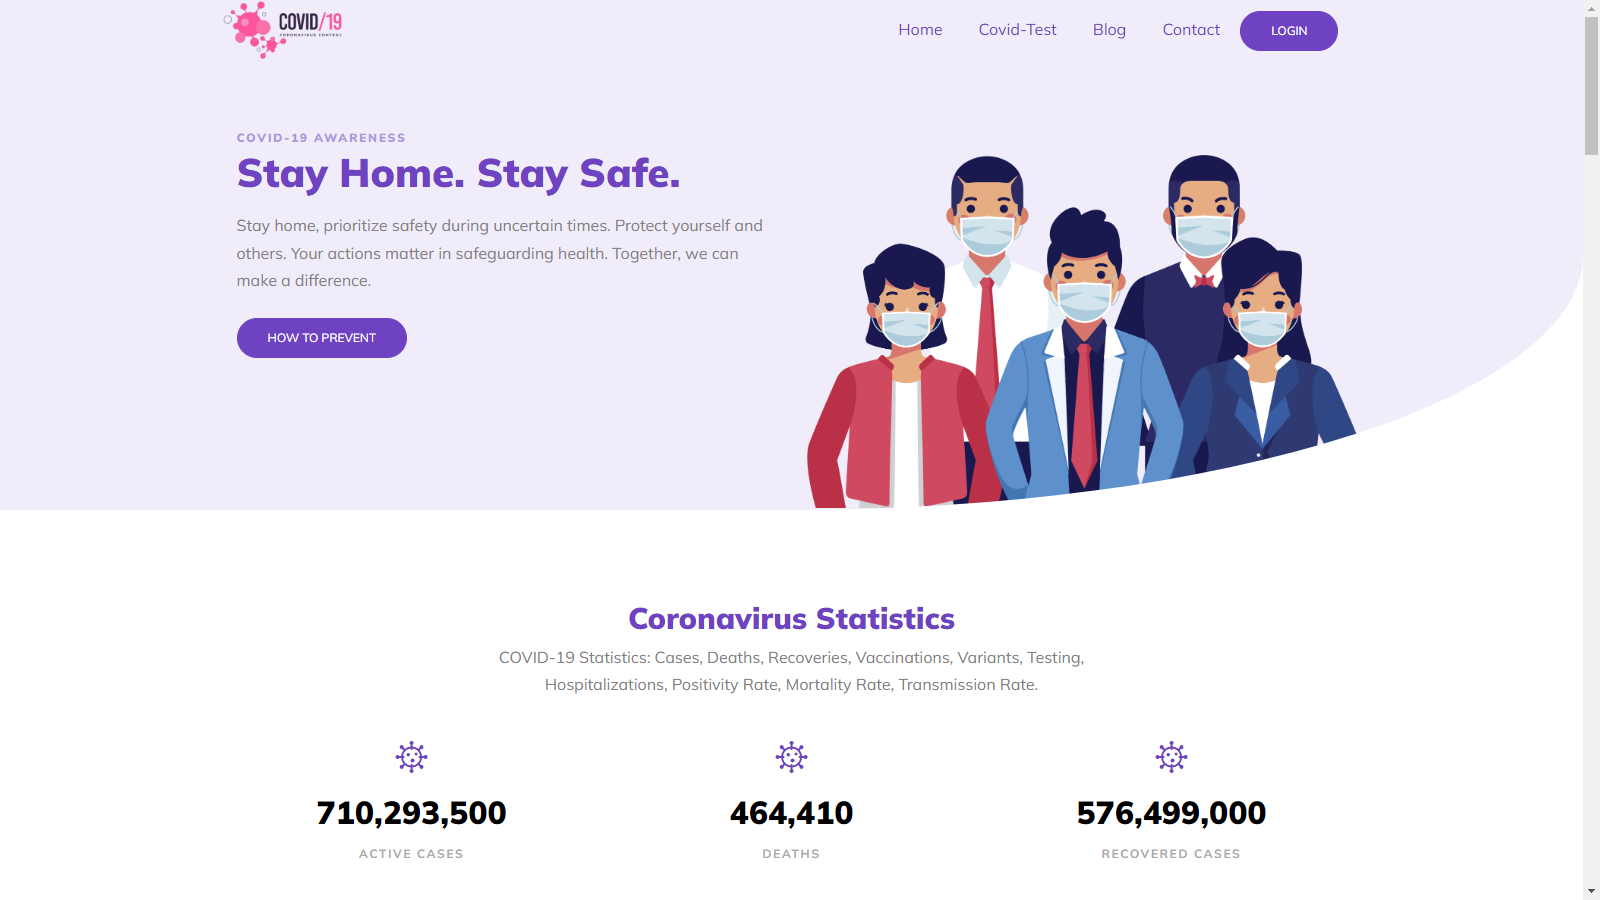 COVID/19
CORONAVIRUS CONTROL
Home Covid-Test Blog Contact LOGIN
COVID-19 AWARENESS
Stay Home. Stay Safe.
Stay home, prioritize safety during uncertain times. Protect yourself and
others. Your actions matter in safeguarding health. Together, we can
make a difference.
HOW TO PREVENT
Coronavirus Statistics
COVID-19 Statistics: Cases, Deaths, Recoveries, Vaccinations, Variants, Testing,
Hospitalizations, Positivity Rate, Mortality Rate, Transmission Rate.
710,293,500 464,410 576,499,000
ACTIVE CASES DEATHS RECOVERED CASES